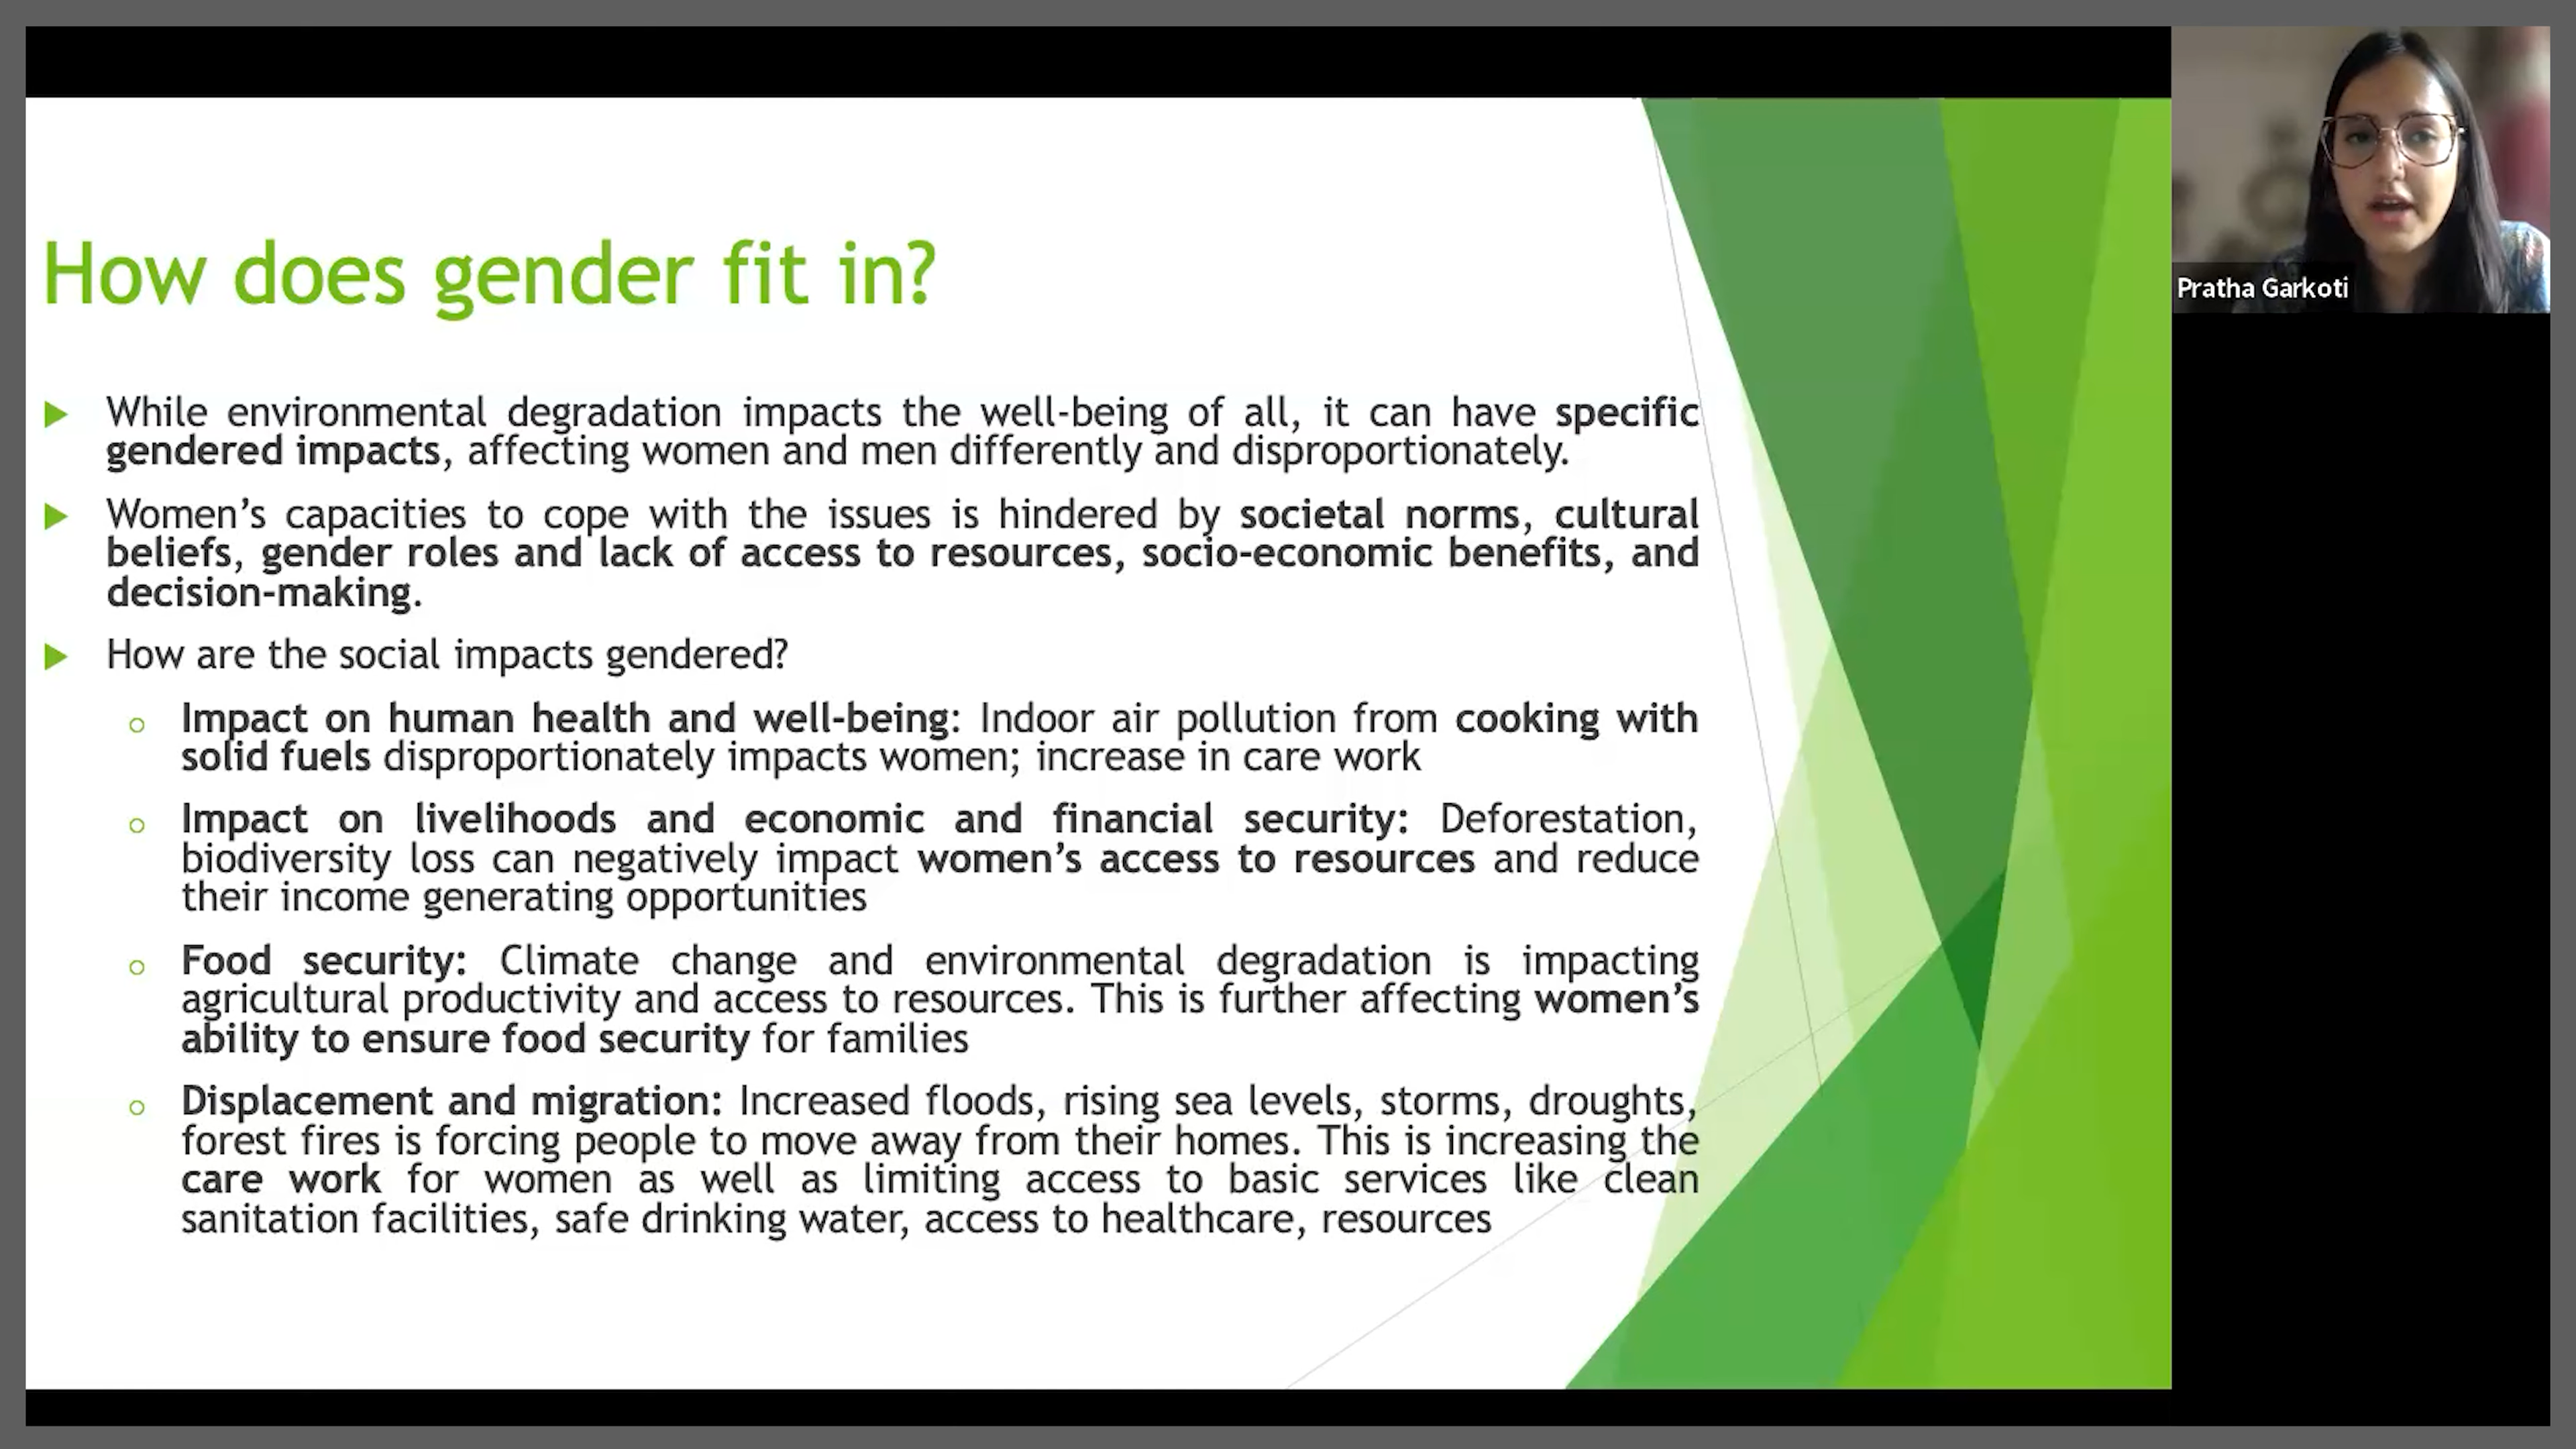 How does gender fit in?
While environmental degradation impacts the well-being of all, it can have specific
gendered impacts, affecting women and men differently and disproportionately.
Women’s capacities to cope with the issues is hindered by societal norms, cultural
beliefs, gender roles and lack of access to resources, socio-economic benefits, and
decision-making.
How are the social impacts gendered?
Impact on human health and well-being: Indoor air pollution from cooking with
solid fuels disproportionately impacts women; increase in care work
Impact on livelihoods and economic and financial security: Deforestation,
biodiversity loss can negatively impact women’s access to resources and reduce
their income generating opportunities
Food security: Climate change and environmental degradation is impacting
agricultural productivity and access to resources. This is further affecting women’s
ability to ensure food security for families
Displacement and migration: Increased floods, rising sea levels, storms, droughts,
forest fires is forcing people to move away from their homes. This is increasing the
care work for women as well as limiting access to basic services like clean
sanitation facilities, safe drinking water, access to healthcare, resources
Pratha Garkoti